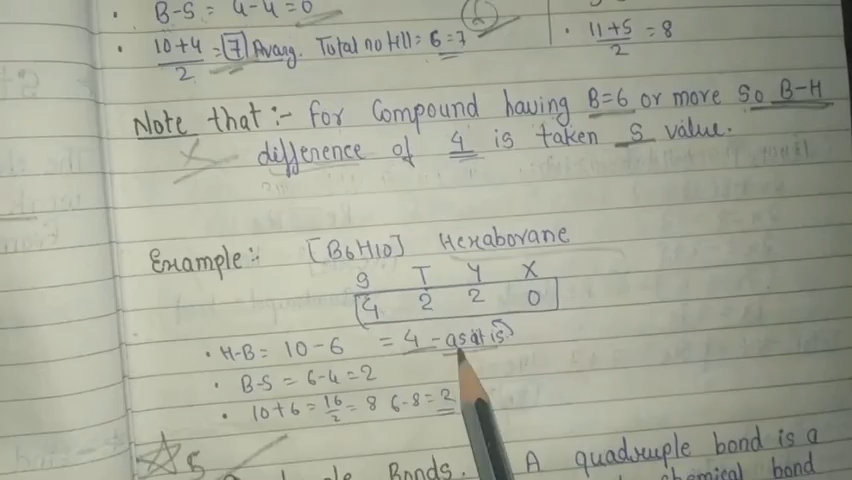 · B-S = 4-4=0
· 10+4/2 = 7 Avarg. Total no H11= 6=7
· 11+5/2 = 8
Note that:- for Compound having B=6 or more so B-H
difference of 4 is taken S value.
Example:- [B6H10] Hexaborane
S T Y X
4 2 2 0
· H-B= 10-6 = 4 - as it is
· B-S = 6-4=2
· 10+6 = 16/2 = 8 6-8=2
5
Bonds. A quadruple bond is a
chemical bond